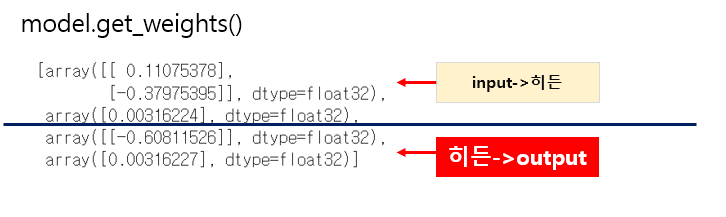 model.get_weights()
[array([[ 0.11075378],
[-0.37975395]], dtype=float32),
array([0.00316224], dtype=float32),
array([[-0.60811526]], dtype=float32),
array([0.00316227], dtype=float32)]
input->히든
히든->output